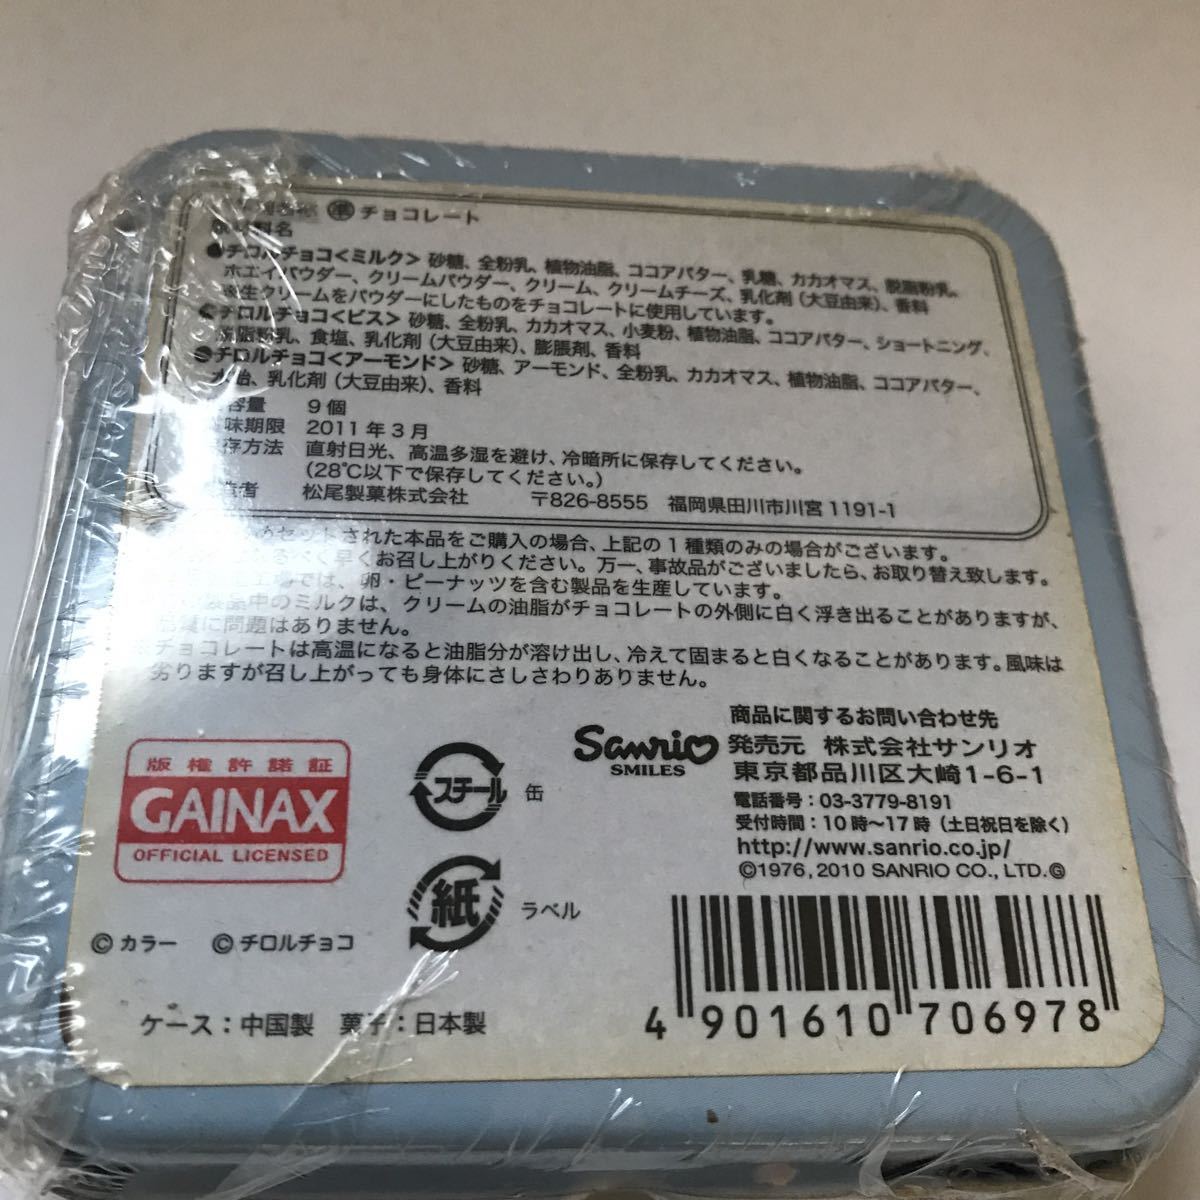 準 チョコレート
名
●チロルチョコ<ミルク> 砂糖、全粉乳、植物油脂、ココアバター、乳糖、カカオマス、脱脂粉乳、
ホエイパウダー、クリームパウダー、クリーム、クリームチーズ、乳化剤(大豆由来)、香料
生クリームをパウダーにしたものをチョコレートに使用しています。
●チロルチョコ<ビス> 砂糖、全粉乳、カカオマス、小麦粉、植物油脂、ココアバター、ショートニング、
脱脂粉乳、食塩、乳化剤(大豆由来)、膨脹剤、香料
●チロルチョコ<アーモンド> 砂糖、アーモンド、全粉乳、カカオマス、植物油脂、ココアバター、
水飴、乳化剤(大豆由来)、香料
容量 9個
味期限 2011年3月
存方法 直射日光、高温多湿を避け、冷暗所に保存してください。
(28℃以下で保存してください。)
造者 松尾製菓株式会社 〒826-8555 福岡県田川市川宮1191-1
セットされた本品をご購入の場合、上記の1種類のみの場合がございます。
なるべく早くお召し上がりください。万一、事故品がございましたら、お取り替え致します。
工場では、卵・ピーナッツを含む製品を生産しています。
中のミルクは、クリームの油脂がチョコレートの外側に白く浮き出ることがありますが、
品質に問題はありません。
※チョコレートは高温になると油脂分が溶け出し、冷えて固まると白くなることがあります。風味は
劣りますが召し上がっても身体にさしさわりありません。
商品に関するお問い合わせ先
Sanrio SMILES 発売元 株式会社サンリオ
東京都品川区大崎1-6-1
電話番号:03-3779-8191
受付時間:10時〜17時(土日祝日を除く)
http://www.sanrio.co.jp/
©1976, 2010 SANRIO CO., LTD.Ⓖ
版権許諾証
GAINAX
OFFICIAL LICENSED
スチール 缶
紙 ラベル
©カラー ©チロルチョコ
ケース:中国製 菓子:日本製
4 901610 706978